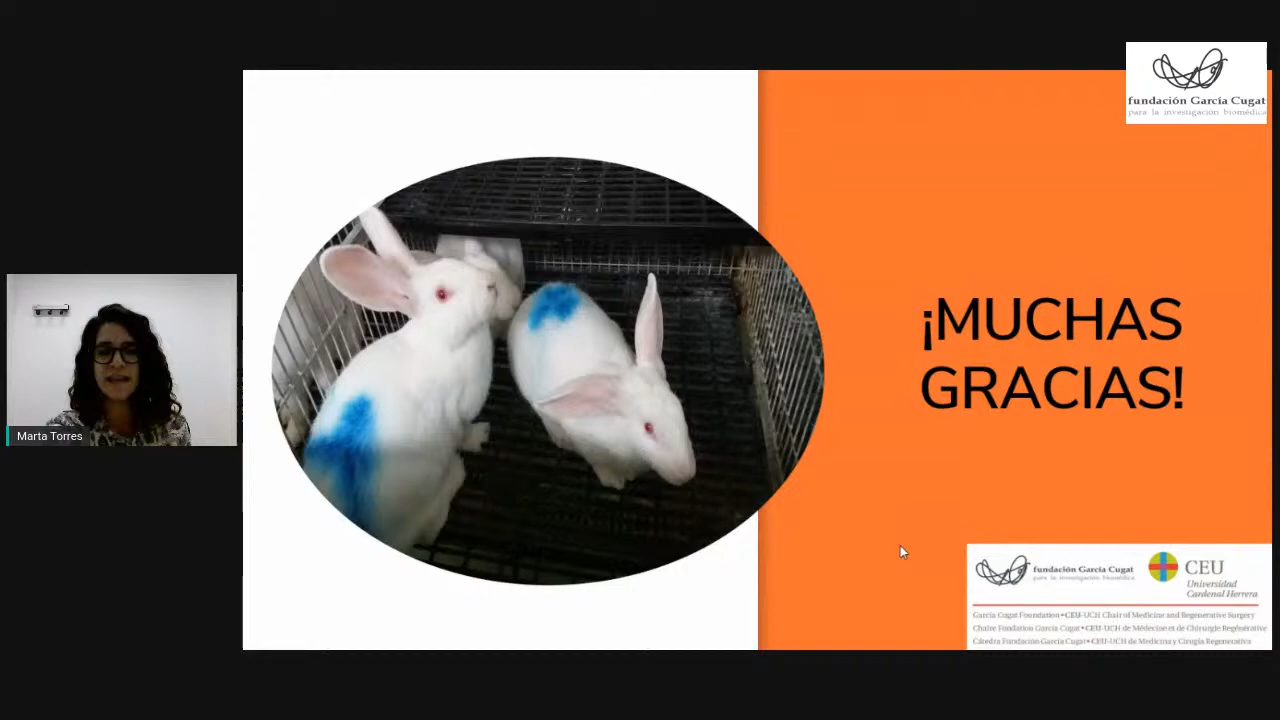 fundación García Cugat
para la investigación biomédica
¡MUCHAS
GRACIAS!
Marta Torres
fundación García Cugat
para la investigación biomédica
CEU
Universidad
Cardenal Herrera
García Cugat Foundation • CEU-UCH Chair of Medicine and Regenerative Surgery
Chaire Fondation García Cugat • CEU-UCH de Médecine et de Chirurgie Régénérative
Cátedra Fundación García Cugat • CEU-UCH de Medicina y Cirugía Regenerativa